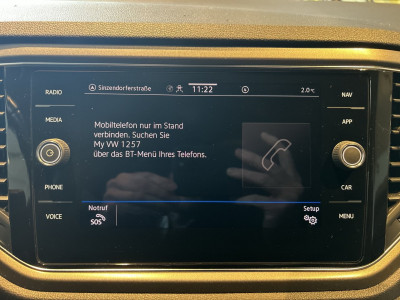 RADIO
MEDIA
PHONE
VOICE
Sinzendorferstraße 11:22 2.0°C
Mobiltelefon nur im Stand
verbinden. Suchen Sie
My VW 1257
über das BT-Menü Ihres Telefons.
Notruf
SOS
Setup
NAV
APP
CAR
MENU